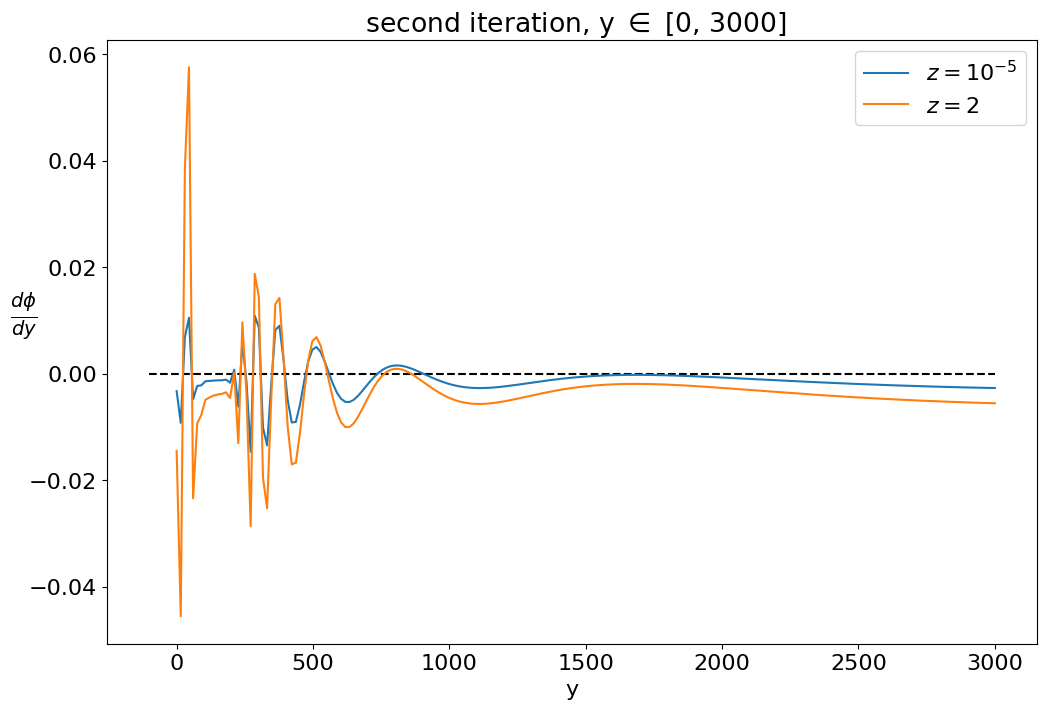 second iteration, y ∈ [0, 3000]
z = 10⁻⁵
z = 2
0.06
0.04
0.02
0.00
−0.02
−0.04
dϕ
dy
0 500 1000 1500 2000 2500 3000
y